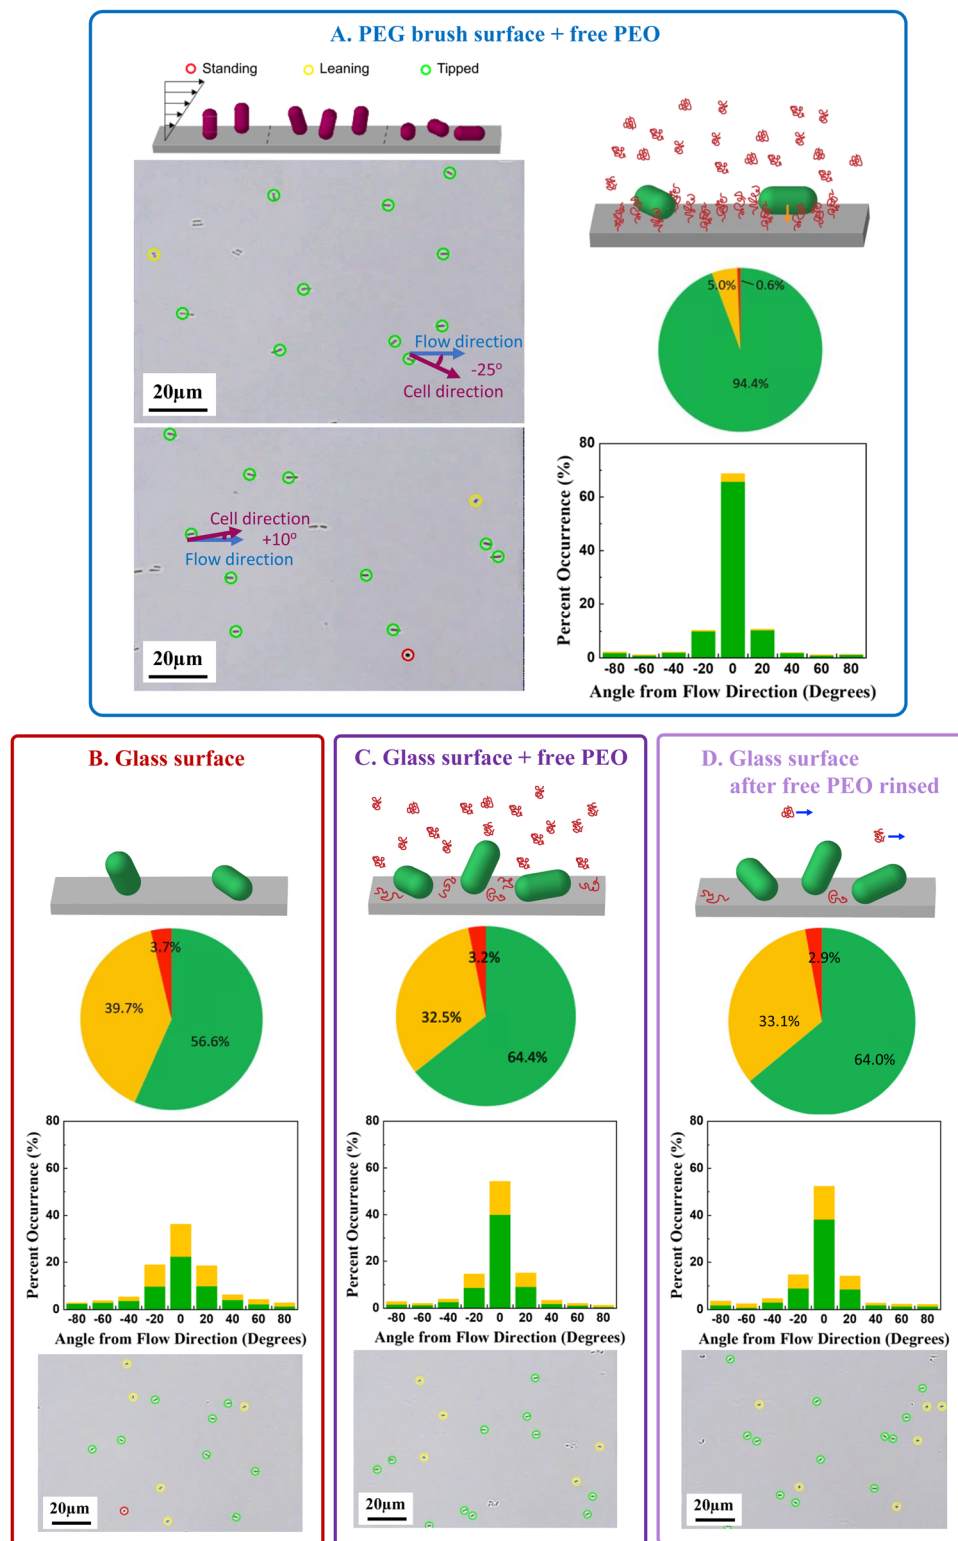 A. PEG brush surface + free PEO
Standing
Leaning
Tipped
Flow direction
-25°
Cell direction
20µm
Cell direction
+10°
Flow direction
20µm
5.0%
0.6%
94.4%
Percent Occurrence (%)
80
60
40
20
0
-80 -60 -40 -20 0 20 40 60 80
Angle from Flow Direction (Degrees)
B. Glass surface
3.7%
39.7%
56.6%
Percent Occurrence (%)
80
60
40
20
0
-80 -60 -40 -20 0 20 40 60 80
Angle from Flow Direction (Degrees)
20µm
C. Glass surface + free PEO
3.2%
32.5%
64.4%
Percent Occurrence (%)
80
60
40
20
0
-80 -60 -40 -20 0 20 40 60 80
Angle from Flow Direction (Degrees)
20µm
D. Glass surface
after free PEO rinsed
2.9%
33.1%
64.0%
Percent Occurrence (%)
80
60
40
20
0
-80 -60 -40 -20 0 20 40 60 80
Angle from Flow Direction (Degrees)
20µm